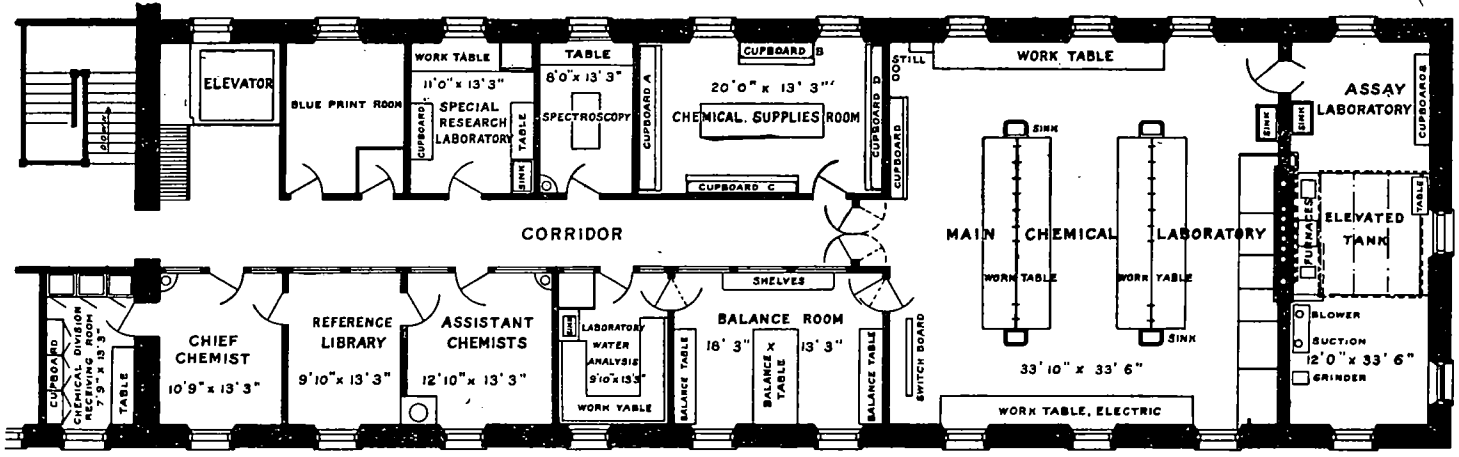 ELEVATOR
DOWN
BLUE PRINT ROOM
WORK TABLE
11'0" x 13'3"
SPECIAL
RESEARCH
LABORATORY
CUPBOARD
TABLE
SINK
TABLE
8'0" x 13'3"
SPECTROSCOPY
CUPBOARD A
CUPBOARD B
20'0" x 13'3"
CHEMICAL SUPPLIES ROOM
CUPBOARD C
CUPBOARD D
STILL
CUPBOARD
WORK TABLE
SINK
SINK
SINK
ASSAY
LABORATORY
CUPBOARDS
CORRIDOR
MAIN CHEMICAL LABORATORY
WORK TABLE
WORK TABLE
SINK
33'10" x 33'6"
SWITCH BOARD
WORK TABLE, ELECTRIC
FURNACES
ELEVATED
TANK
TABLE
BLOWER
SUCTION
12'0" x 33'6"
GRINDER
CUPBOARD
CHEMICAL DIVISION
RECEIVING ROOM
7'9" x 13'3"
TABLE
CHIEF
CHEMIST
10'9" x 13'3"
REFERENCE
LIBRARY
9'10" x 13'3"
ASSISTANT
CHEMISTS
12'10" x 13'3"
SINK
LABORATORY
WATER
ANALYSIS
9'10 x 13'3"
WORK TABLE
SHELVES
BALANCE ROOM
18'3" x 13'3"
BALANCE TABLE
BALANCE
TABLE
BALANCE TABLE